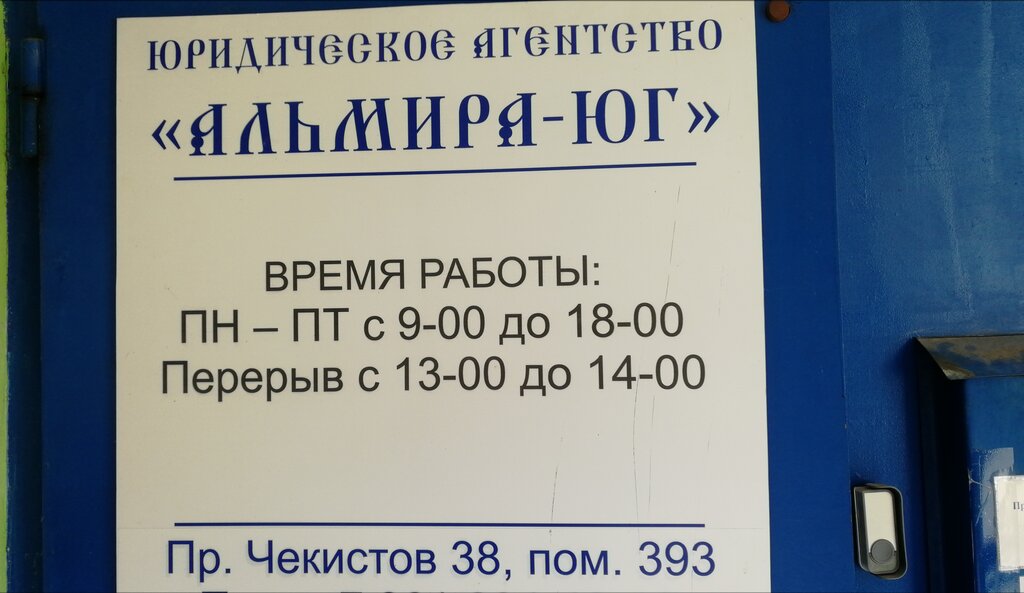 ЮРИДИЧЕСКОЕ АГЕНТСТВО
«АЛЬМИРА-ЮГ»
ВРЕМЯ РАБОТЫ:
ПН – ПТ с 9-00 до 18-00
Перерыв с 13-00 до 14-00
Пр. Чекистов 38, пом. 393